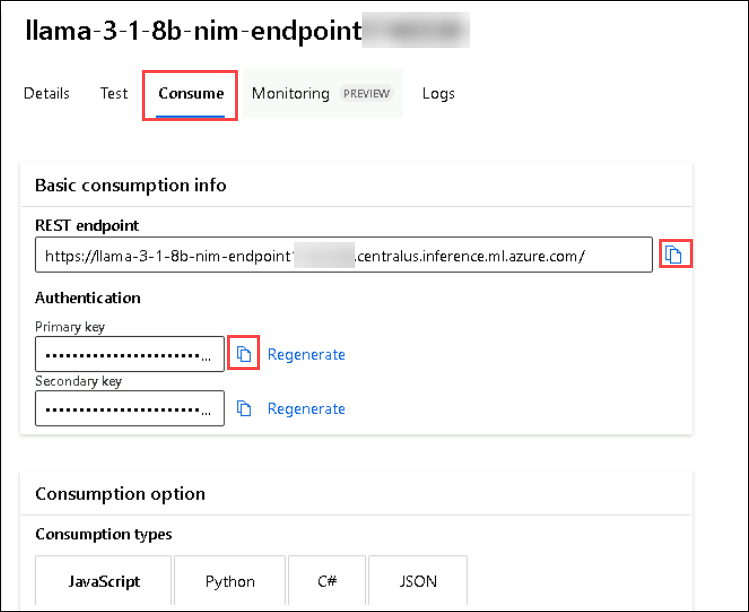 llama-3-1-8b-nim-endpoint
Details Test Consume Monitoring PREVIEW Logs
Basic consumption info
REST endpoint
https://llama-3-1-8b-nim-endpoint .centralus.inference.ml.azure.com/
Authentication
Primary key
••••••••••••••••••••••••...
Regenerate
Secondary key
••••••••••••••••••••••••...
Regenerate
Consumption option
Consumption types
JavaScript Python C# JSON